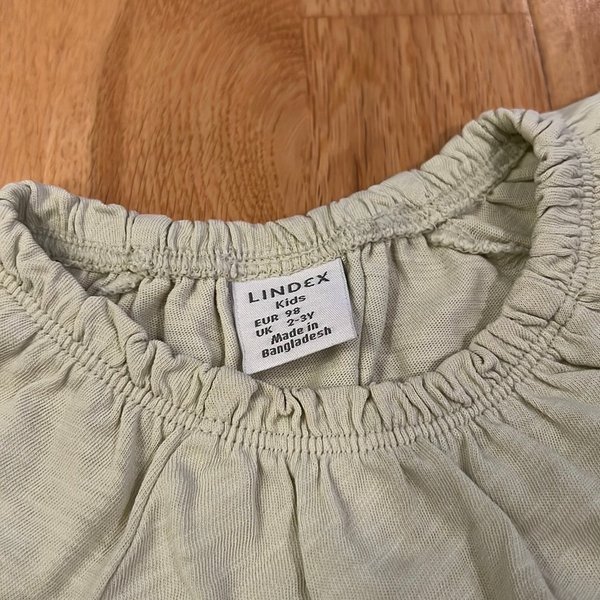 LINDEX
Kids
EUR 98
UK 2-3Y
Made in
Bangladesh